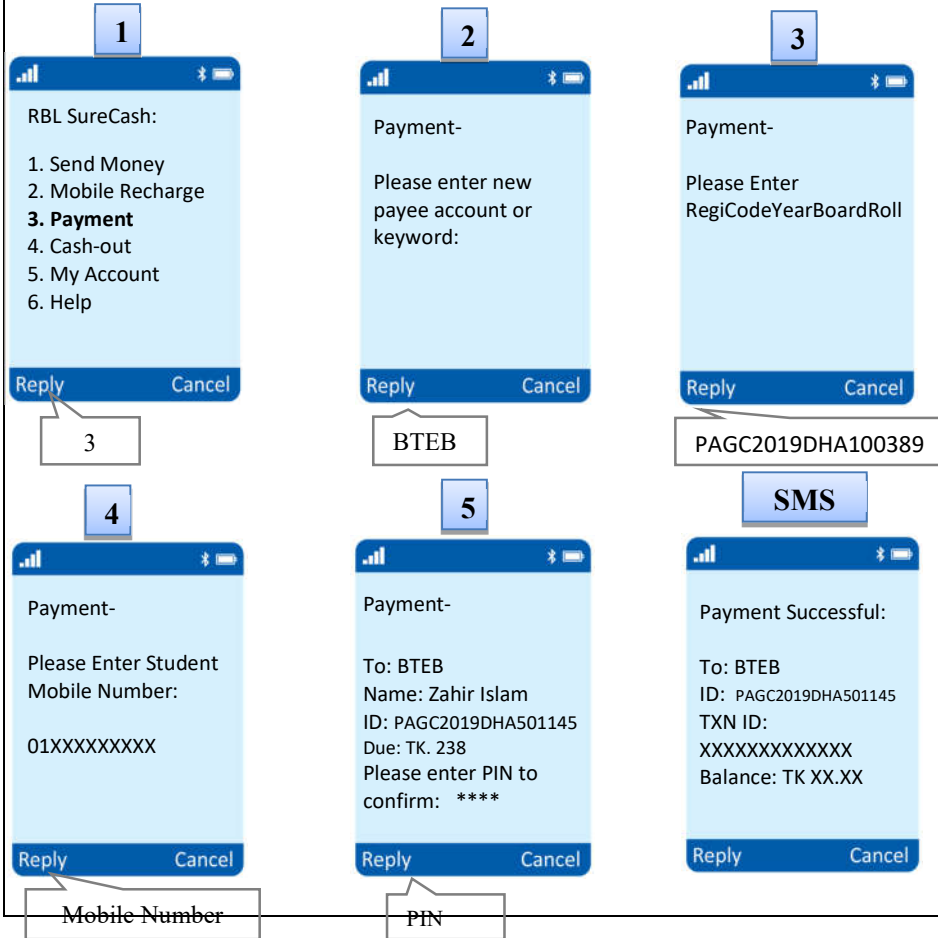 1
RBL SureCash:
1. Send Money
2. Mobile Recharge
3. Payment
4. Cash-out
5. My Account
6. Help
Reply Cancel
3
2
Payment-
Please enter new
payee account or
keyword:
Reply Cancel
BTEB
3
Payment-
Please Enter
RegiCodeYearBoardRoll
Reply Cancel
PAGC2019DHA100389
4
Payment-
Please Enter Student
Mobile Number:
01XXXXXXXXX
Reply Cancel
Mobile Number
5
Payment-
To: BTEB
Name: Zahir Islam
ID: PAGC2019DHA501145
Due: TK. 238
Please enter PIN to
confirm: ****
Reply Cancel
PIN
SMS
Payment Successful:
To: BTEB
ID: PAGC2019DHA501145
TXN ID:
XXXXXXXXXXXXX
Balance: TK XX.XX
Reply Cancel